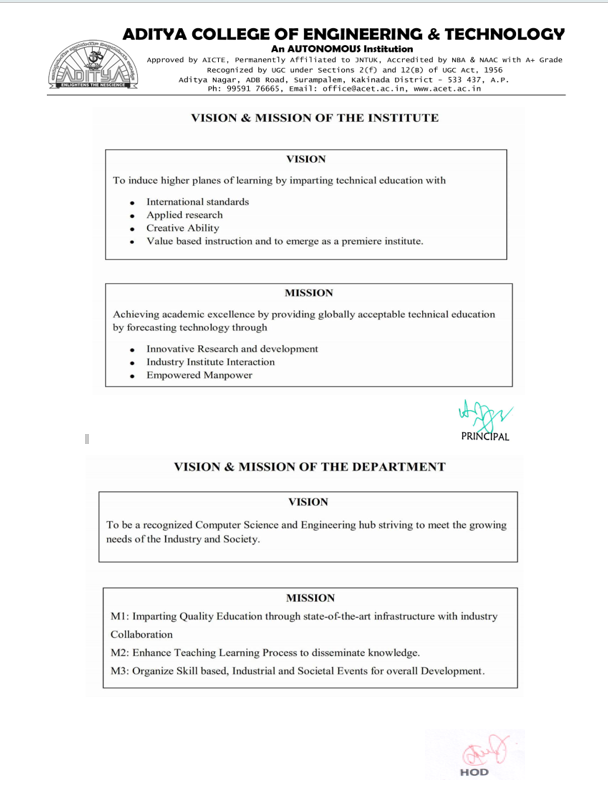 ADITYA COLLEGE OF ENGINEERING & TECHNOLOGY
An AUTONOMOUS Institution
Approved by AICTE, Permanently Affiliated to JNTUK, Accredited by NBA & NAAC with A+ Grade
Recognized by UGC under Sections 2(f) and 12(B) of UGC Act, 1956
Aditya Nagar, ADB Road, Surampalem, Kakinada District - 533 437, A.P.
Ph: 99591 76665, Email: office@acet.ac.in, www.acet.ac.in
ADITYA
VISION & MISSION OF THE INSTITUTE
VISION
To induce higher planes of learning by imparting technical education with
• International standards
• Applied research
• Creative Ability
• Value based instruction and to emerge as a premiere institute.
MISSION
Achieving academic excellence by providing globally acceptable technical education
by forecasting technology through
• Innovative Research and development
• Industry Institute Interaction
• Empowered Manpower
PRINCIPAL
VISION & MISSION OF THE DEPARTMENT
VISION
To be a recognized Computer Science and Engineering hub striving to meet the growing
needs of the Industry and Society.
MISSION
M1: Imparting Quality Education through state-of-the-art infrastructure with industry
Collaboration
M2: Enhance Teaching Learning Process to disseminate knowledge.
M3: Organize Skill based, Industrial and Societal Events for overall Development.
HOD